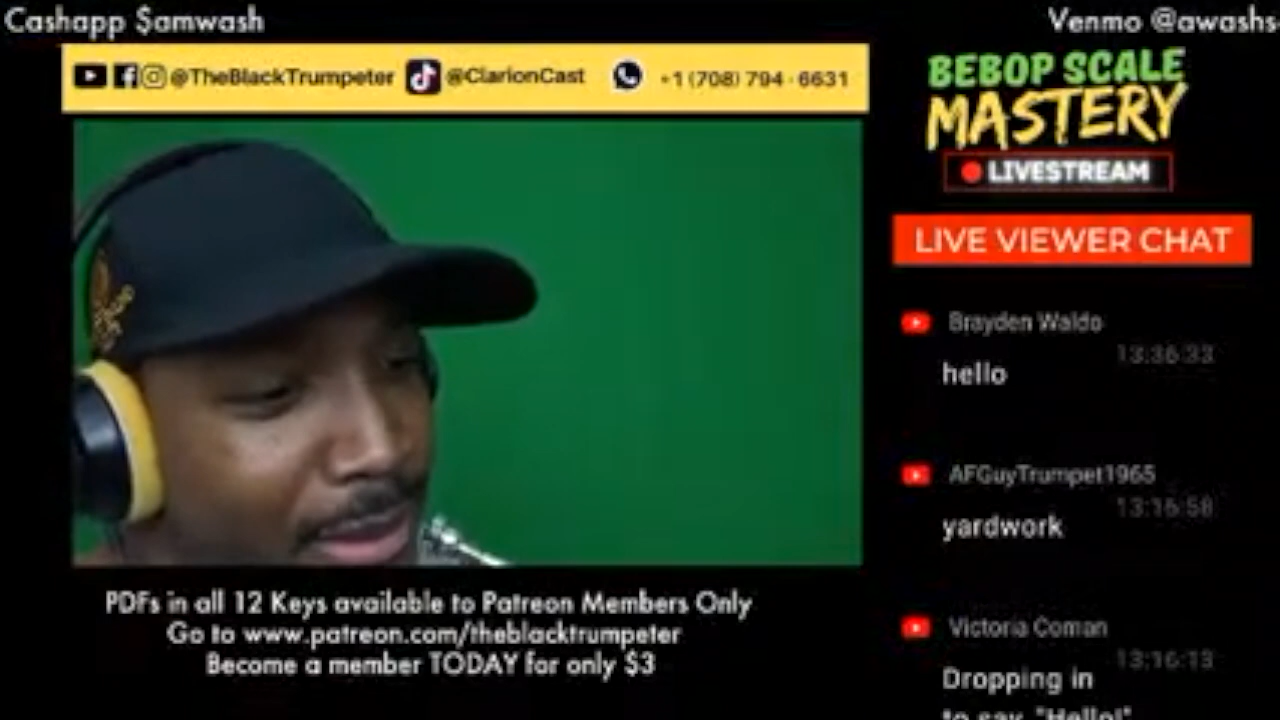 Cashapp $amwash
Venmo @awashs
@TheBlackTrumpeter @ClarionCast +1 (708) 794 - 6631
BEBOP SCALE
MASTERY
LIVESTREAM
LIVE VIEWER CHAT
Brayden Waldo
13:36:33
hello
AFGuyTrumpet1965
13:16:58
yardwork
Victoria Coman
13:16:13
Dropping in
to say, "Hello!"
PDFs in all 12 Keys available to Patreon Members Only
Go to www.patreon.com/theblacktrumpeter
Become a member TODAY for only $3